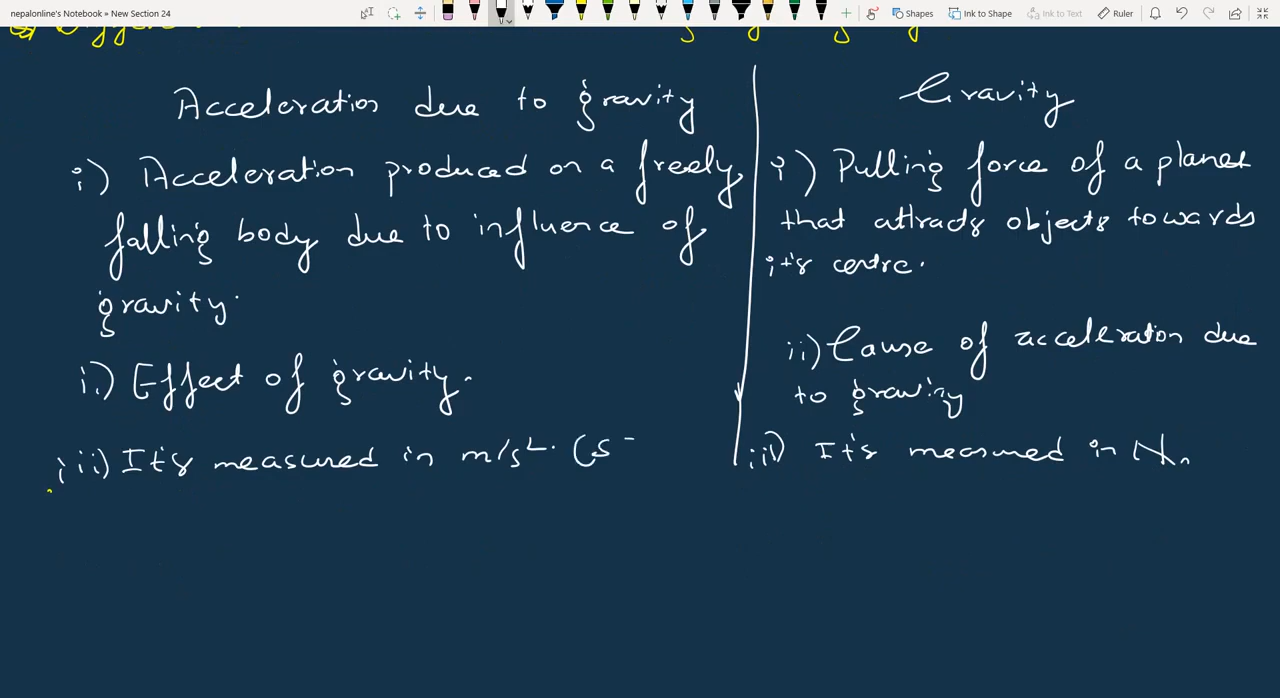 nepalonline's Notebook » New Section 24
Shapes Ink to Shape Ink to Text Ruler
Acceleration due to gravity
i) Acceleration produced on a freely
falling body due to influence of
gravity.
ii) Effect of gravity.
iii) It's measured in m/s². (s
Gravity
i) Pulling force of a planet
that attracts objects towards
it's centre.
ii) Cause of acceleration due
to gravity
iii) It's measured in N.